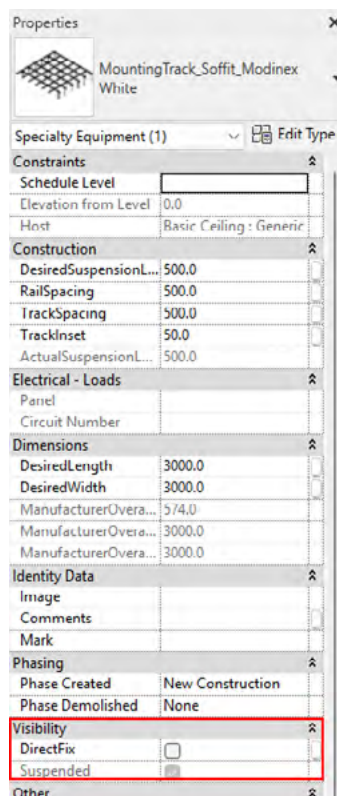 Properties
MountingTrack_Soffit_Modinex
White
Specialty Equipment (1) Edit Type
Constraints
Schedule Level
Elevation from Level 0.0
Host Basic Ceiling : Generic
Construction
DesiredSuspensionL... 500.0
RailSpacing 500.0
TrackSpacing 500.0
TrackInset 50.0
ActualSuspensionL... 500.0
Electrical - Loads
Panel
Circuit Number
Dimensions
DesiredLength 3000.0
DesiredWidth 3000.0
ManufacturerOvera... 574.0
ManufacturerOvera... 3000.0
ManufacturerOvera... 3000.0
Identity Data
Image
Comments
Mark
Phasing
Phase Created New Construction
Phase Demolished None
Visibility
DirectFix
Suspended
Other